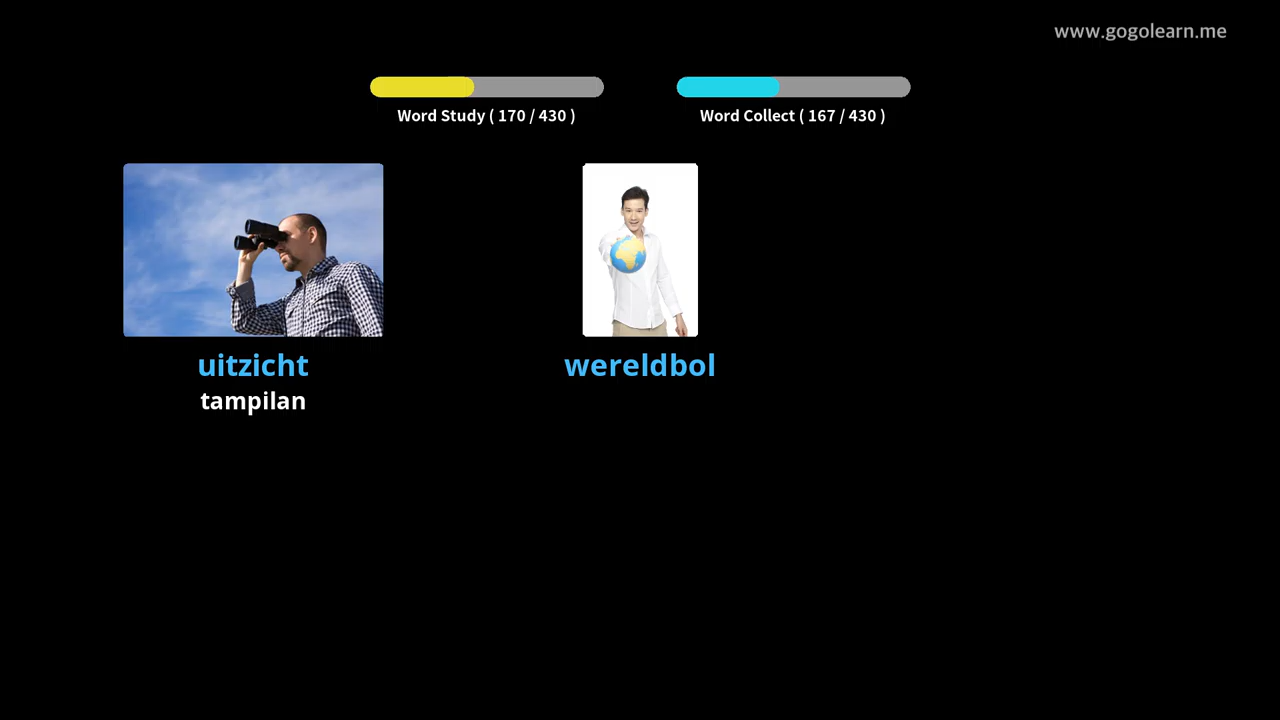 www.gogolearn.me
Word Study ( 170 / 430 )
Word Collect ( 167 / 430 )
uitzicht
tampilan
wereldbol